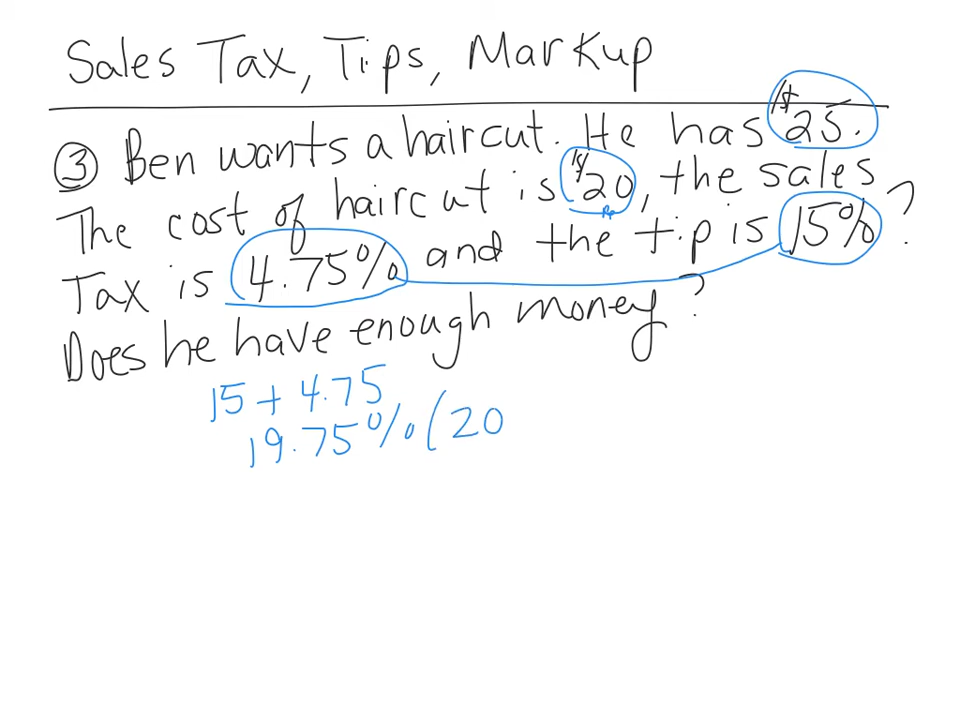 Sales Tax, Tips, Markup
③ Ben wants a haircut. He has $25.
The cost of haircut is $20, the sales
Tax is 4.75% and the tip is 15%?
Does he have enough money?
15 + 4.75
19.75%(20